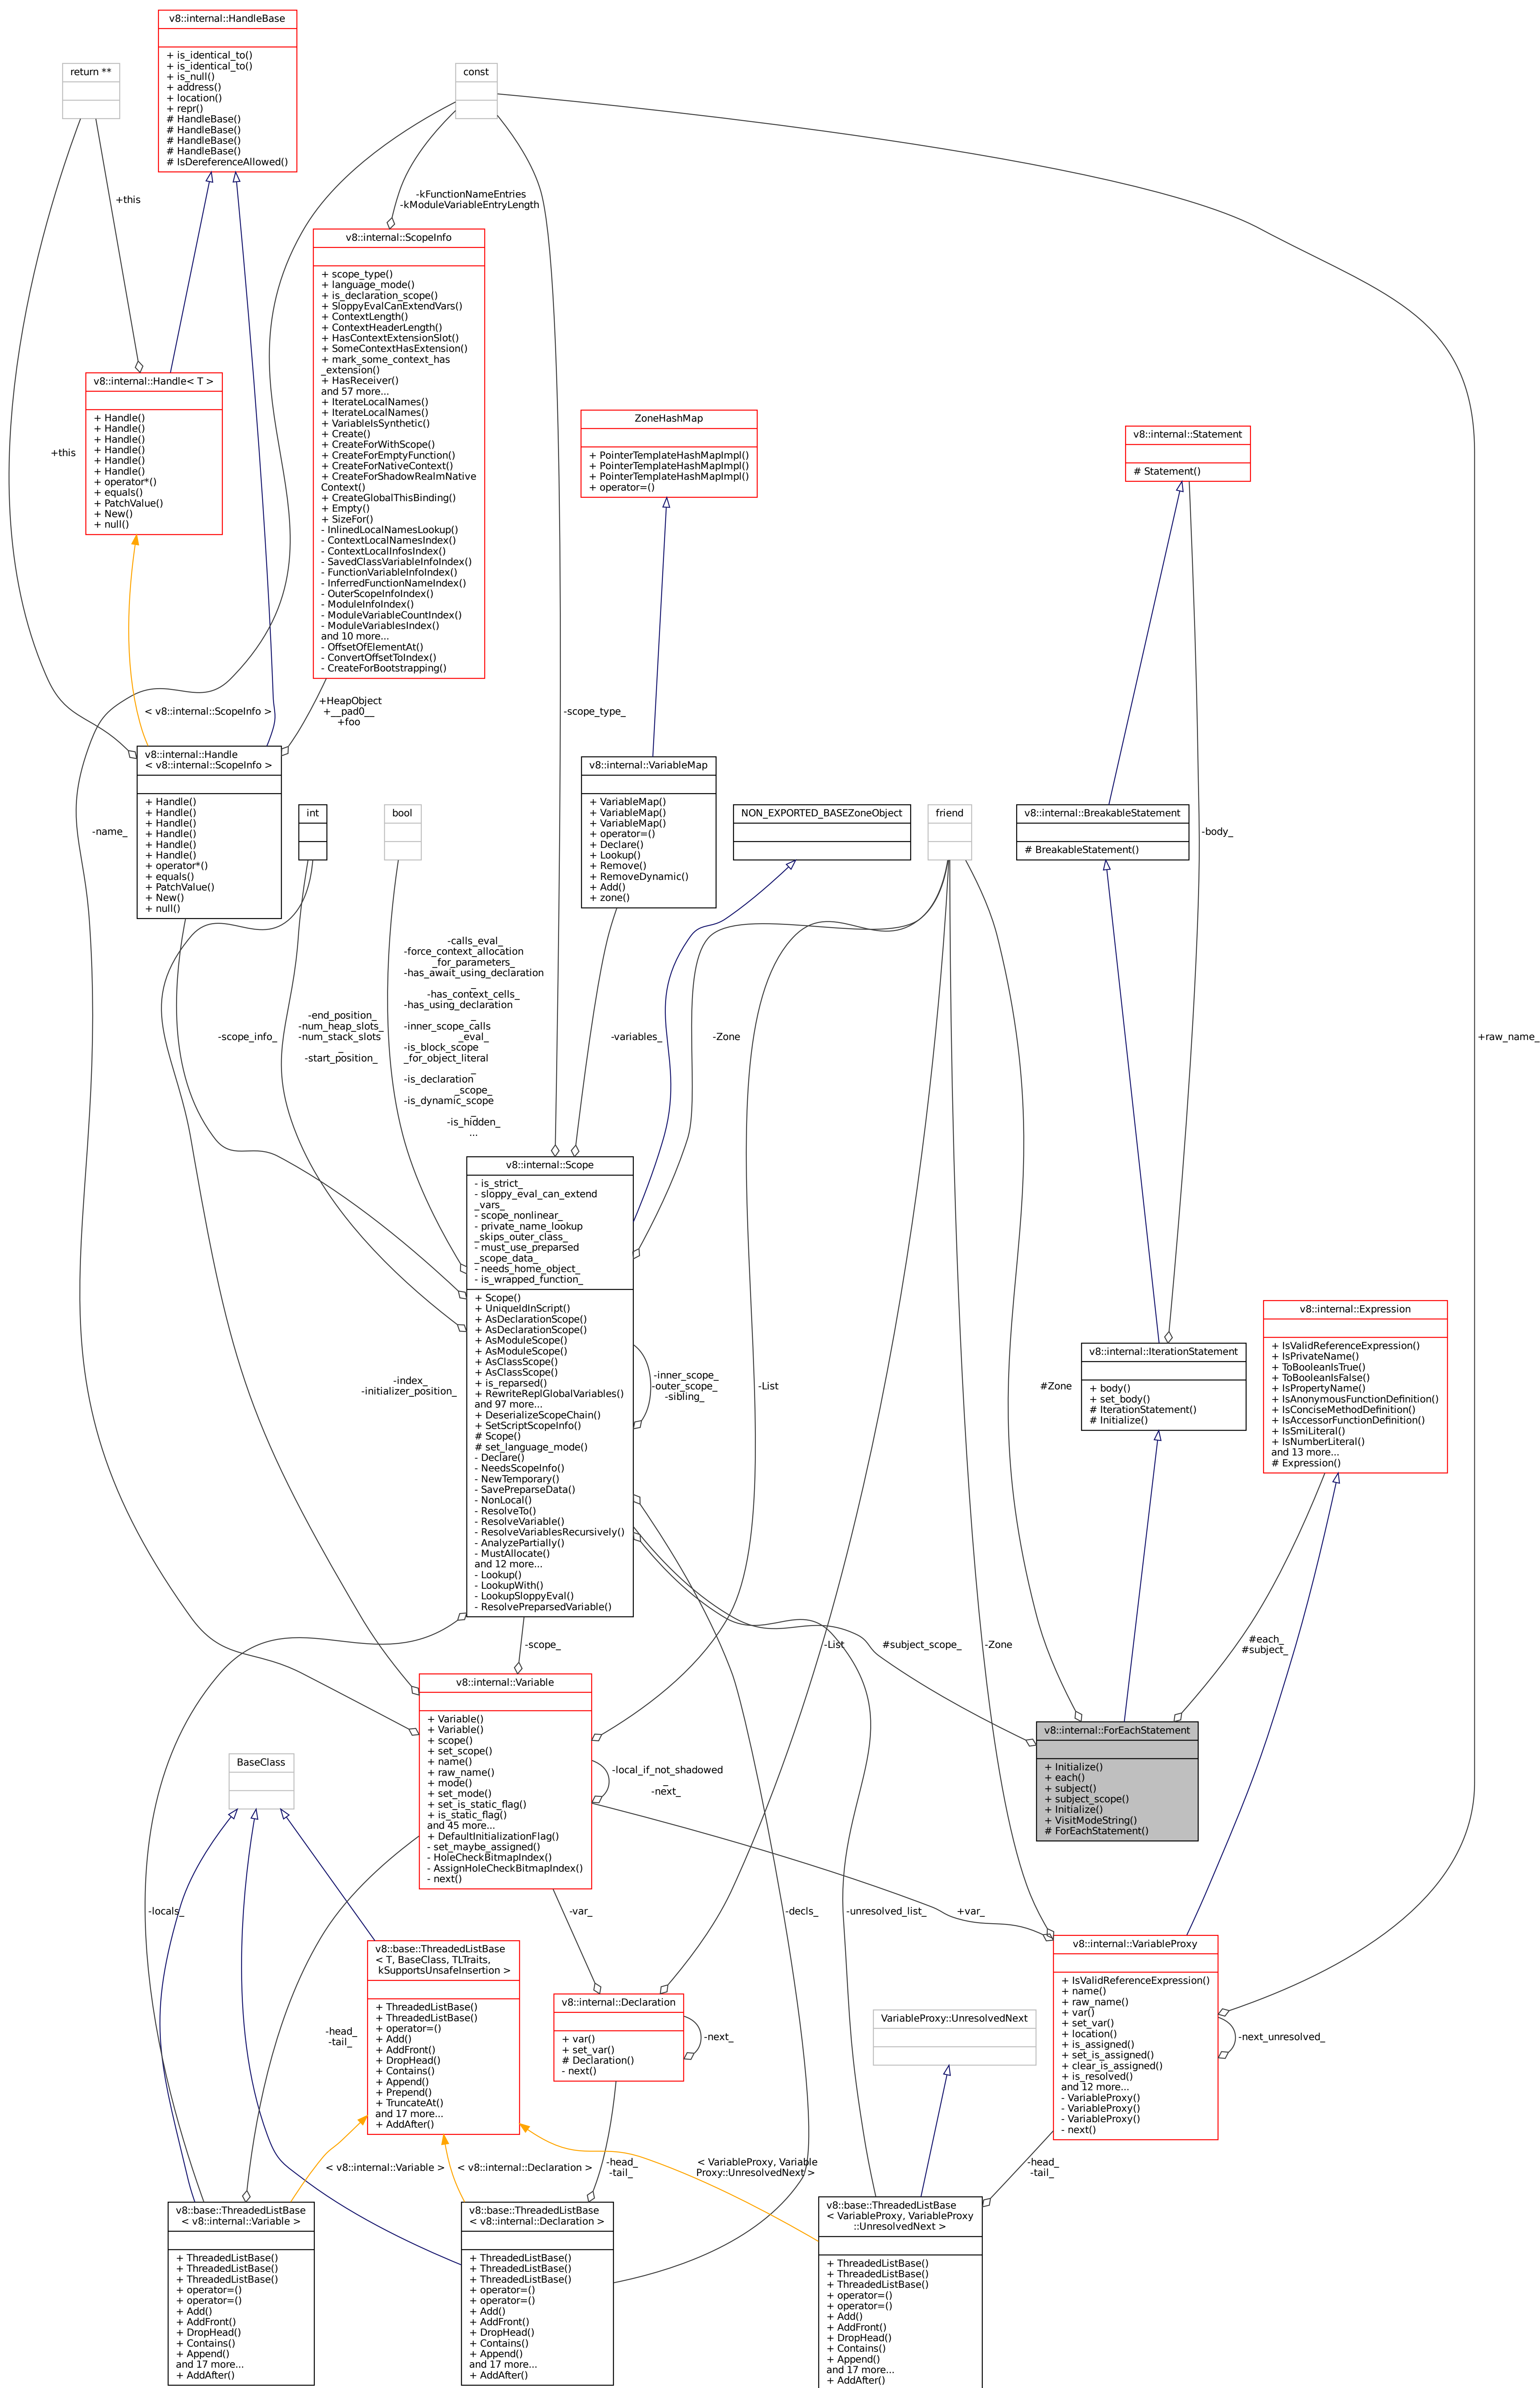 v8::internal::HandleBase
+ is_identical_to()
+ is_identical_to()
+ is_null()
+ address()
+ location()
+ repr()
# HandleBase()
# HandleBase()
# HandleBase()
# HandleBase()
# IsDereferenceAllowed()
return **
const
+this
-kFunctionNameEntries
-kModuleVariableEntryLength
v8::internal::ScopeInfo
+ scope_type()
+ language_mode()
+ is_declaration_scope()
+ SloppyEvalCanExtendVars()
+ ContextLength()
+ ContextHeaderLength()
+ HasContextExtensionSlot()
+ SomeContextHasExtension()
+ mark_some_context_has
_extension()
+ HasReceiver()
and 57 more...
+ IterateLocalNames()
+ IterateLocalNames()
+ VariableIsSynthetic()
+ Create()
+ CreateForWithScope()
+ CreateForEmptyFunction()
+ CreateForNativeContext()
+ CreateForShadowRealmNative
Context()
+ CreateGlobalThisBinding()
+ Empty()
+ SizeFor()
- InlinedLocalNamesLookup()
- ContextLocalNamesIndex()
- ContextLocalInfosIndex()
- SavedClassVariableInfoIndex()
- FunctionVariableInfoIndex()
- InferredFunctionNameIndex()
- OuterScopeInfoIndex()
- ModuleInfoIndex()
- ModuleVariableCountIndex()
- ModuleVariablesIndex()
and 10 more...
- OffsetOfElementAt()
- ConvertOffsetToIndex()
- CreateForBootstrapping()
v8::internal::Handle< T >
+ Handle()
+ Handle()
+ Handle()
+ Handle()
+ Handle()
+ Handle()
+ operator*()
+ equals()
+ PatchValue()
+ New()
+ null()
+this
ZoneHashMap
+ PointerTemplateHashMapImpl()
+ PointerTemplateHashMapImpl()
+ PointerTemplateHashMapImpl()
+ operator=()
v8::internal::Statement
# Statement()
< v8::internal::ScopeInfo >
+HeapObject
+__pad0__
+foo
-scope_type_
v8::internal::Handle
< v8::internal::ScopeInfo >
+ Handle()
+ Handle()
+ Handle()
+ Handle()
+ Handle()
+ Handle()
+ operator*()
+ equals()
+ PatchValue()
+ New()
+ null()
-name_
int
bool
v8::internal::VariableMap
+ VariableMap()
+ VariableMap()
+ VariableMap()
+ operator=()
+ Declare()
+ Lookup()
+ Remove()
+ RemoveDynamic()
+ Add()
+ zone()
NON_EXPORTED_BASEZoneObject
friend
v8::internal::BreakableStatement
# BreakableStatement()
-body_
-scope_info_
-end_position_
-num_heap_slots_
-num_stack_slots
_
-start_position_
-calls_eval_
-force_context_allocation
_for_parameters_
-has_await_using_declaration
_
-has_context_cells_
-has_using_declaration
_
-inner_scope_calls
_eval_
-is_block_scope
_for_object_literal
_
-is_declaration
_scope_
-is_dynamic_scope
_
-is_hidden_
...
-variables_
-Zone
+raw_name_
v8::internal::Scope
- is_strict_
- sloppy_eval_can_extend
_vars_
- scope_nonlinear_
- private_name_lookup
_skips_outer_class_
- must_use_preparsed
_scope_data_
- needs_home_object_
- is_wrapped_function_
+ Scope()
+ UniqueIdInScript()
+ AsDeclarationScope()
+ AsDeclarationScope()
+ AsModuleScope()
+ AsModuleScope()
+ AsClassScope()
+ AsClassScope()
+ is_reparsed()
+ RewriteReplGlobalVariables()
and 97 more...
+ DeserializeScopeChain()
+ SetScriptScopeInfo()
# Scope()
# set_language_mode()
- Declare()
- NeedsScopeInfo()
- NewTemporary()
- SavePreparseData()
- NonLocal()
- ResolveTo()
- ResolveVariable()
- ResolveVariablesRecursively()
- AnalyzePartially()
- MustAllocate()
and 12 more...
- Lookup()
- LookupWith()
- LookupSloppyEval()
- ResolvePreparsedVariable()
-index_
-initializer_position_
-inner_scope_
-outer_scope_
-sibling_
-List
#Zone
v8::internal::IterationStatement
+ body()
+ set_body()
# IterationStatement()
# Initialize()
v8::internal::Expression
+ IsValidReferenceExpression()
+ IsPrivateName()
+ ToBooleanIsTrue()
+ ToBooleanIsFalse()
+ IsPropertyName()
+ IsAnonymousFunctionDefinition()
+ IsConciseMethodDefinition()
+ IsAccessorFunctionDefinition()
+ IsSmiLiteral()
+ IsNumberLiteral()
and 13 more...
# Expression()
-scope_
-List
#subject_scope_
-Zone
#each_
#subject_
v8::internal::Variable
+ Variable()
+ Variable()
+ scope()
+ set_scope()
+ name()
+ raw_name()
+ mode()
+ set_mode()
+ set_is_static_flag()
+ is_static_flag()
and 45 more...
+ DefaultInitializationFlag()
- set_maybe_assigned()
- HoleCheckBitmapIndex()
- AssignHoleCheckBitmapIndex()
- next()
-local_if_not_shadowed
_
-next_
v8::internal::ForEachStatement
+ Initialize()
+ each()
+ subject()
+ subject_scope()
+ Initialize()
+ VisitModeString()
# ForEachStatement()
BaseClass
-locals_
-var_
-decls_
-unresolved_list_
+var_
v8::base::ThreadedListBase
< T, BaseClass, TLTraits,
kSupportsUnsafeInsertion >
+ ThreadedListBase()
+ ThreadedListBase()
+ operator=()
+ Add()
+ AddFront()
+ DropHead()
+ Contains()
+ Append()
+ Prepend()
+ TruncateAt()
and 17 more...
+ AddAfter()
-head_
-tail_
v8::internal::Declaration
+ var()
+ set_var()
# Declaration()
- next()
-next_
VariableProxy::UnresolvedNext
v8::internal::VariableProxy
+ IsValidReferenceExpression()
+ name()
+ raw_name()
+ var()
+ set_var()
+ location()
+ is_assigned()
+ set_is_assigned()
+ clear_is_assigned()
+ is_resolved()
and 12 more...
- VariableProxy()
- VariableProxy()
- VariableProxy()
- next()
-next_unresolved_
< v8::internal::Variable >
< v8::internal::Declaration >
-head_
-tail_
< VariableProxy, Variable
Proxy::UnresolvedNext >
-head_
-tail_
v8::base::ThreadedListBase
< v8::internal::Variable >
+ ThreadedListBase()
+ ThreadedListBase()
+ ThreadedListBase()
+ operator=()
+ operator=()
+ Add()
+ AddFront()
+ DropHead()
+ Contains()
+ Append()
and 17 more...
+ AddAfter()
v8::base::ThreadedListBase
< v8::internal::Declaration >
+ ThreadedListBase()
+ ThreadedListBase()
+ ThreadedListBase()
+ operator=()
+ operator=()
+ Add()
+ AddFront()
+ DropHead()
+ Contains()
+ Append()
and 17 more...
+ AddAfter()
v8::base::ThreadedListBase
< VariableProxy, VariableProxy
::UnresolvedNext >
+ ThreadedListBase()
+ ThreadedListBase()
+ ThreadedListBase()
+ operator=()
+ operator=()
+ Add()
+ AddFront()
+ DropHead()
+ Contains()
+ Append()
and 17 more...
+ AddAfter()